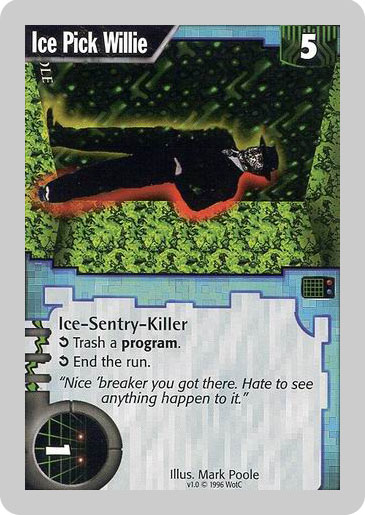 Ice Pick Willie
5
Ice-Sentry-Killer
Trash a program.
End the run.
“Nice ’breaker you got there. Hate to see
anything happen to it.”
1
Illus. Mark Poole
v1.0 © 1996 WotC